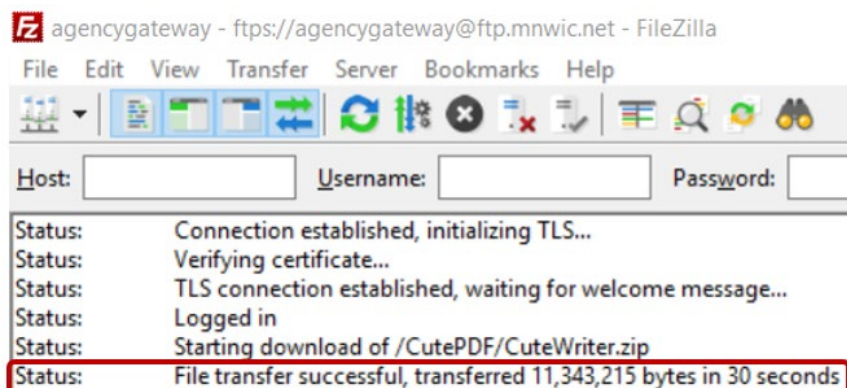 Fz agencygateway - ftps://agencygateway@ftp.mnwic.net - FileZilla
File Edit View Transfer Server Bookmarks Help
Host: Username: Password:
Status: Connection established, initializing TLS...
Status: Verifying certificate...
Status: TLS connection established, waiting for welcome message...
Status: Logged in
Status: Starting download of /CutePDF/CuteWriter.zip
Status: File transfer successful, transferred 11,343,215 bytes in 30 seconds